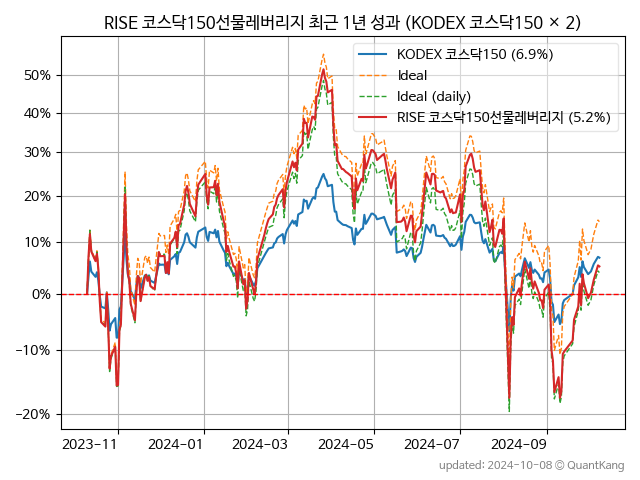 RISE 코스닥150선물레버리지 최근 1년 성과 (KODEX 코스닥150 × 2)
KODEX 코스닥150 (6.9%)
Ideal
Ideal (daily)
RISE 코스닥150선물레버리지 (5.2%)
50%
40%
30%
20%
10%
0%
−10%
−20%
2023-11
2024-01
2024-03
2024-05
2024-07
2024-09
updated: 2024-10-08 © QuantKang